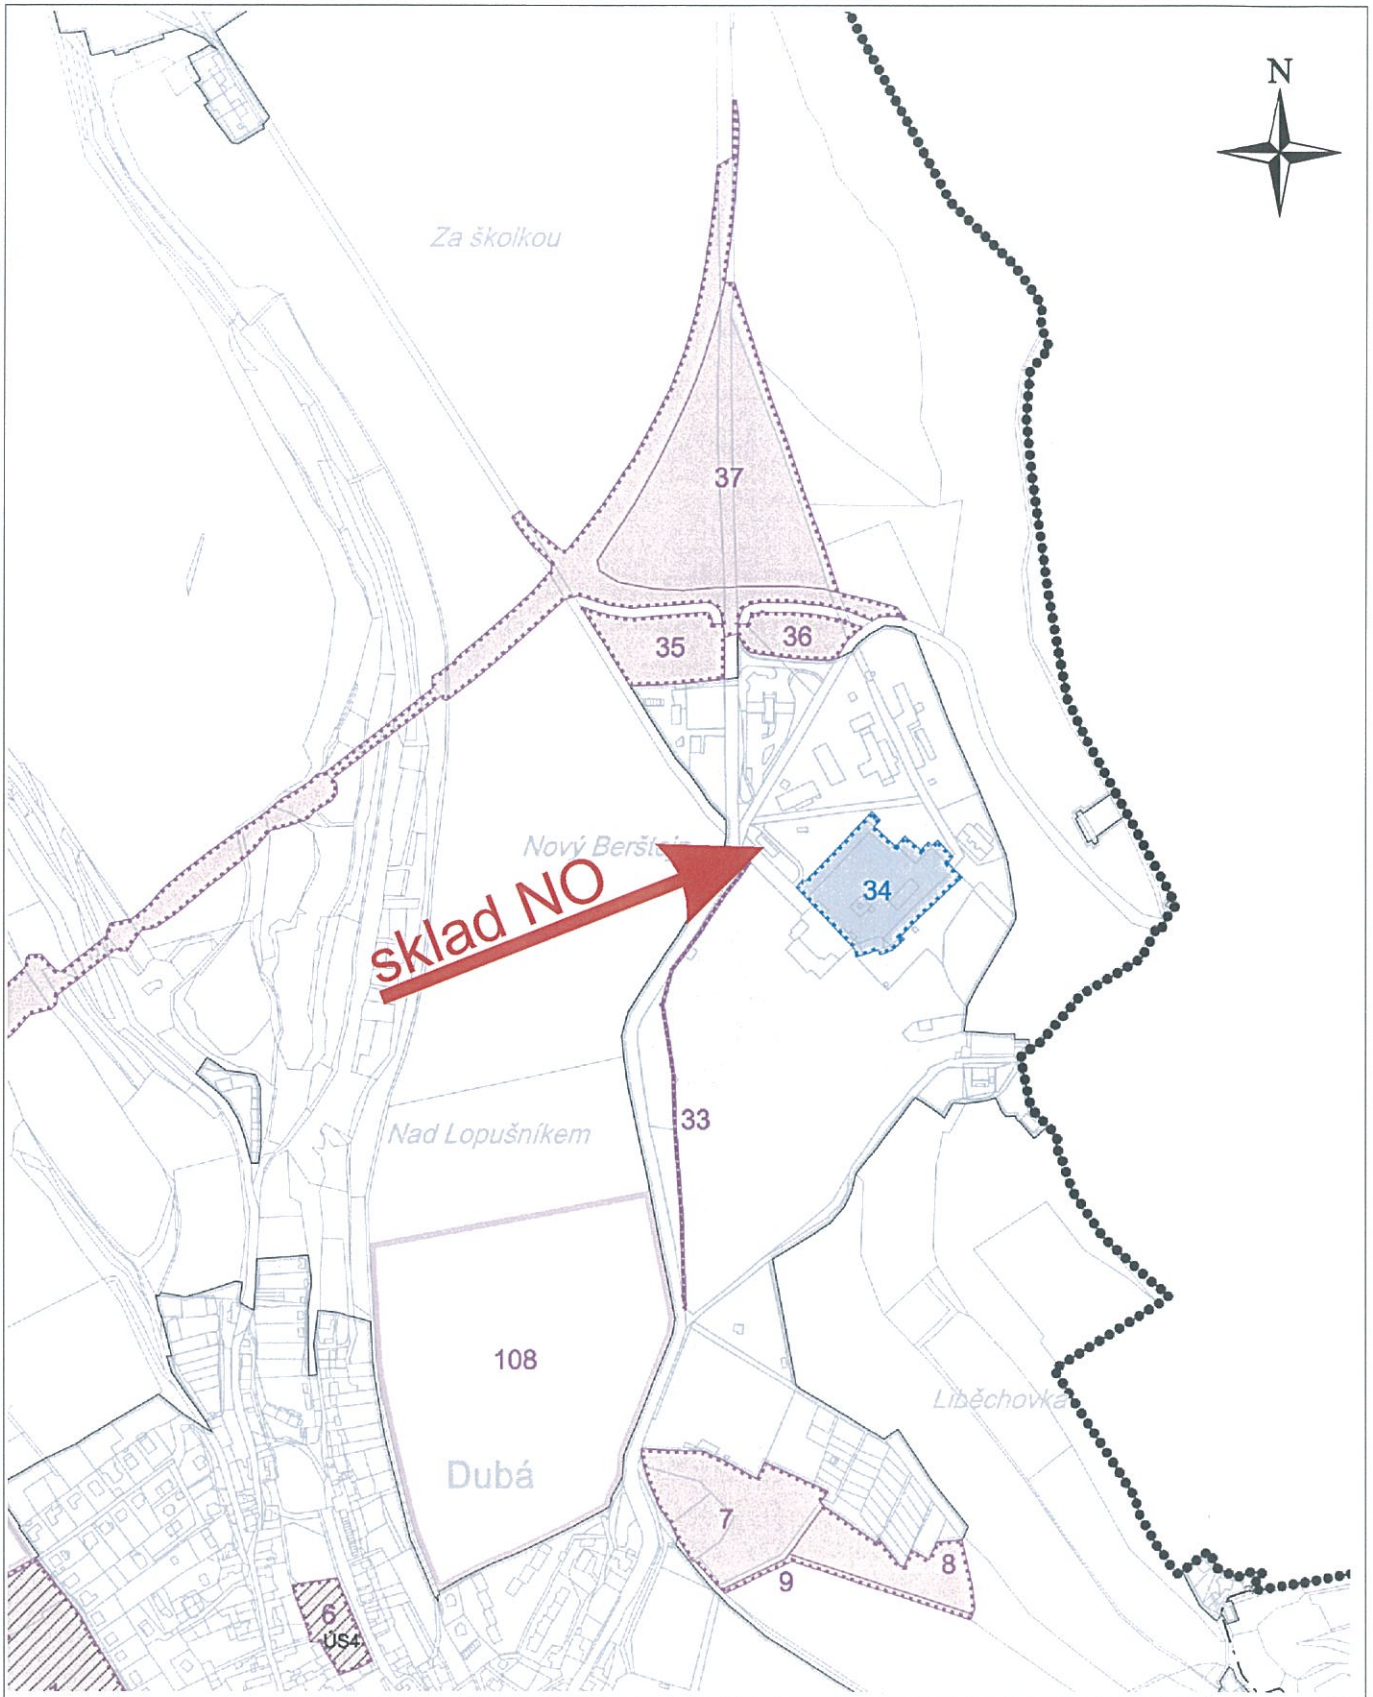 N
Za školkou
37
35
36
Nový Berštejn
34
sklad NO
33
Nad Lopušníkem
108
Liběchovka
Dubá
7
8
9
6
ÚS4